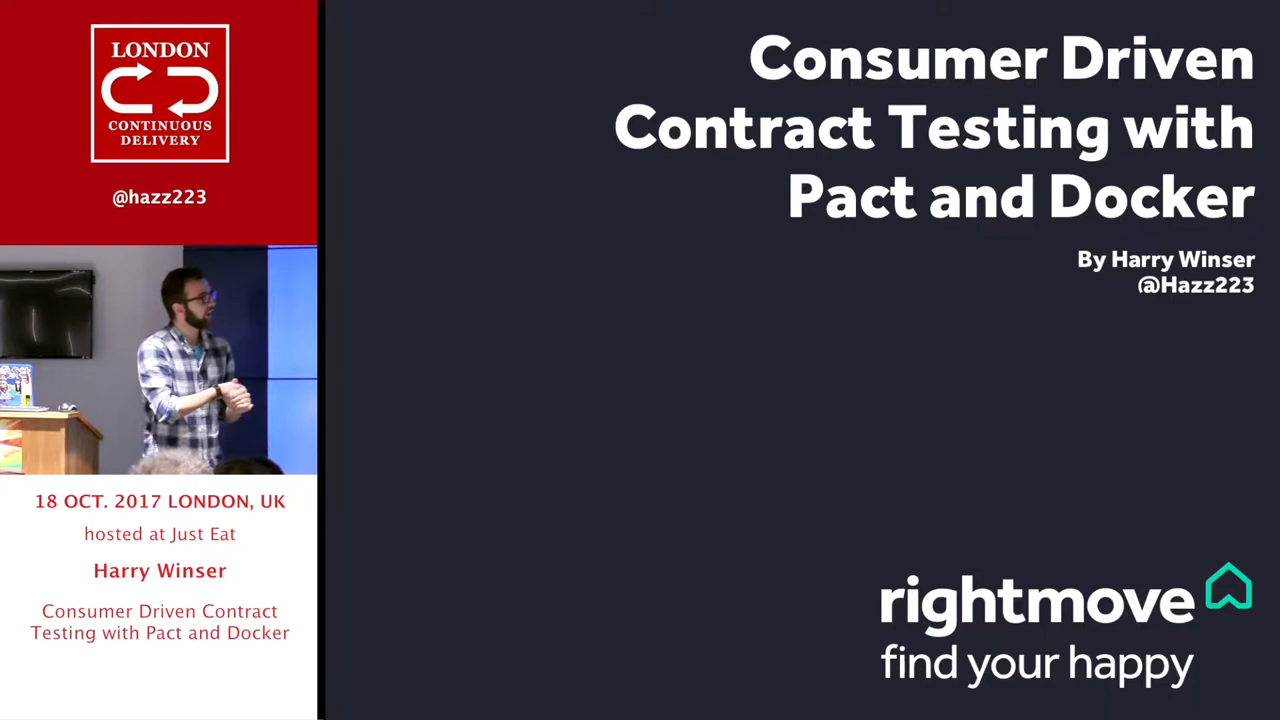 LONDON
CONTINUOUS
DELIVERY
@hazz223
18 OCT. 2017 LONDON, UK
hosted at Just Eat
Harry Winser
Consumer Driven Contract
Testing with Pact and Docker
Consumer Driven
Contract Testing with
Pact and Docker
By Harry Winser
@Hazz223
rightmove
find your happy